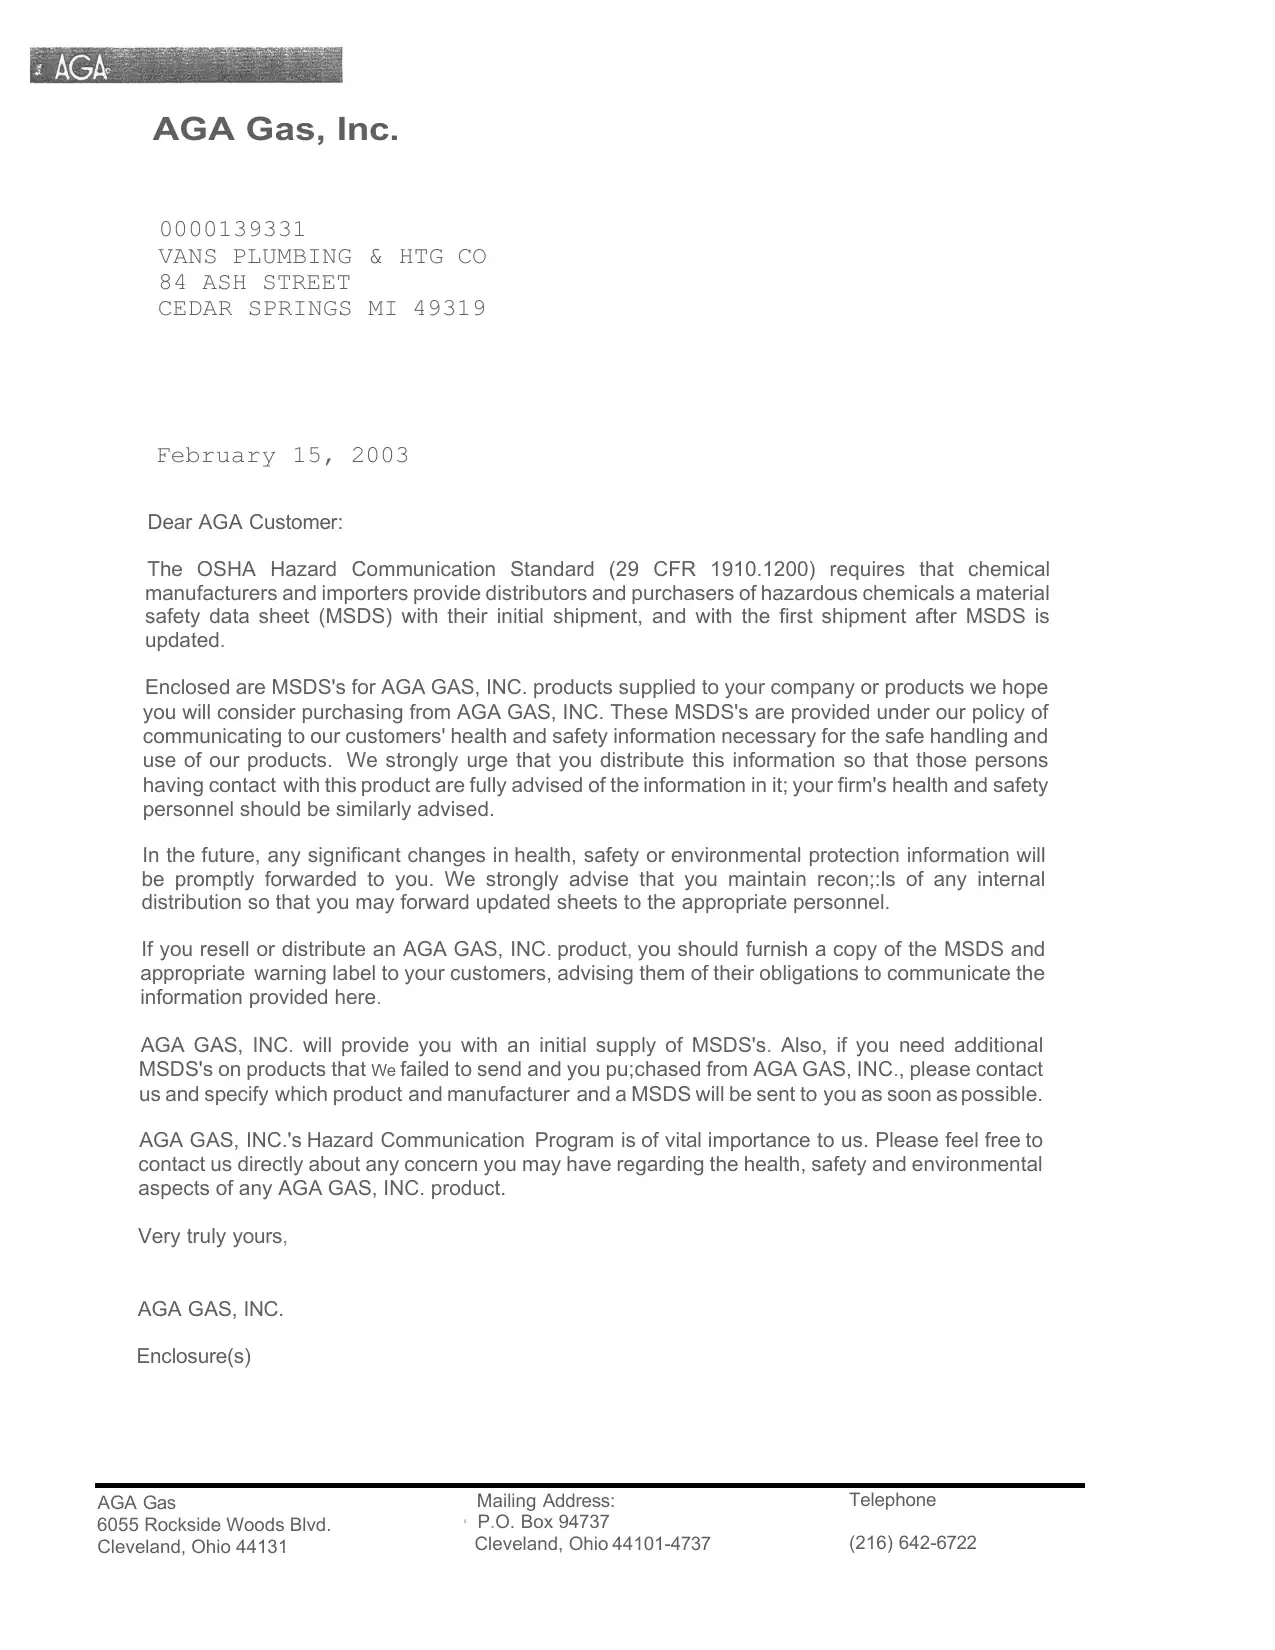 AGA
AGA Gas, Inc.
0000139331
VANS PLUMBING & HTG CO
84 ASH STREET
CEDAR SPRINGS MI 49319
February 15, 2003
Dear AGA Customer:
The OSHA Hazard Communication Standard (29 CFR 1910.1200) requires that chemical
manufacturers and importers provide distributors and purchasers of hazardous chemicals a material
safety data sheet (MSDS) with their initial shipment, and with the first shipment after MSDS is
updated.
Enclosed are MSDS's for AGA GAS, INC. products supplied to your company or products we hope
you will consider purchasing from AGA GAS, INC. These MSDS's are provided under our policy of
communicating to our customers' health and safety information necessary for the safe handling and
use of our products. We strongly urge that you distribute this information so that those persons
having contact with this product are fully advised of the information in it; your firm's health and safety
personnel should be similarly advised.
In the future, any significant changes in health, safety or environmental protection information will
be promptly forwarded to you. We strongly advise that you maintain recon;:ls of any internal
distribution so that you may forward updated sheets to the appropriate personnel.
If you resell or distribute an AGA GAS, INC. product, you should furnish a copy of the MSDS and
appropriate warning label to your customers, advising them of their obligations to communicate the
information provided here.
AGA GAS, INC. will provide you with an initial supply of MSDS's. Also, if you need additional
MSDS's on products that We failed to send and you pu;chased from AGA GAS, INC., please contact
us and specify which product and manufacturer and a MSDS will be sent to you as soon as possible.
AGA GAS, INC.'s Hazard Communication Program is of vital importance to us. Please feel free to
contact us directly about any concern you may have regarding the health, safety and environmental
aspects of any AGA GAS, INC. product.
Very truly yours,
AGA GAS, INC.
Enclosure(s)
AGA Gas
6055 Rockside Woods Blvd.
Cleveland, Ohio 44131
Mailing Address:
P.O. Box 94737
Cleveland, Ohio 44101-4737
Telephone
(216) 642-6722